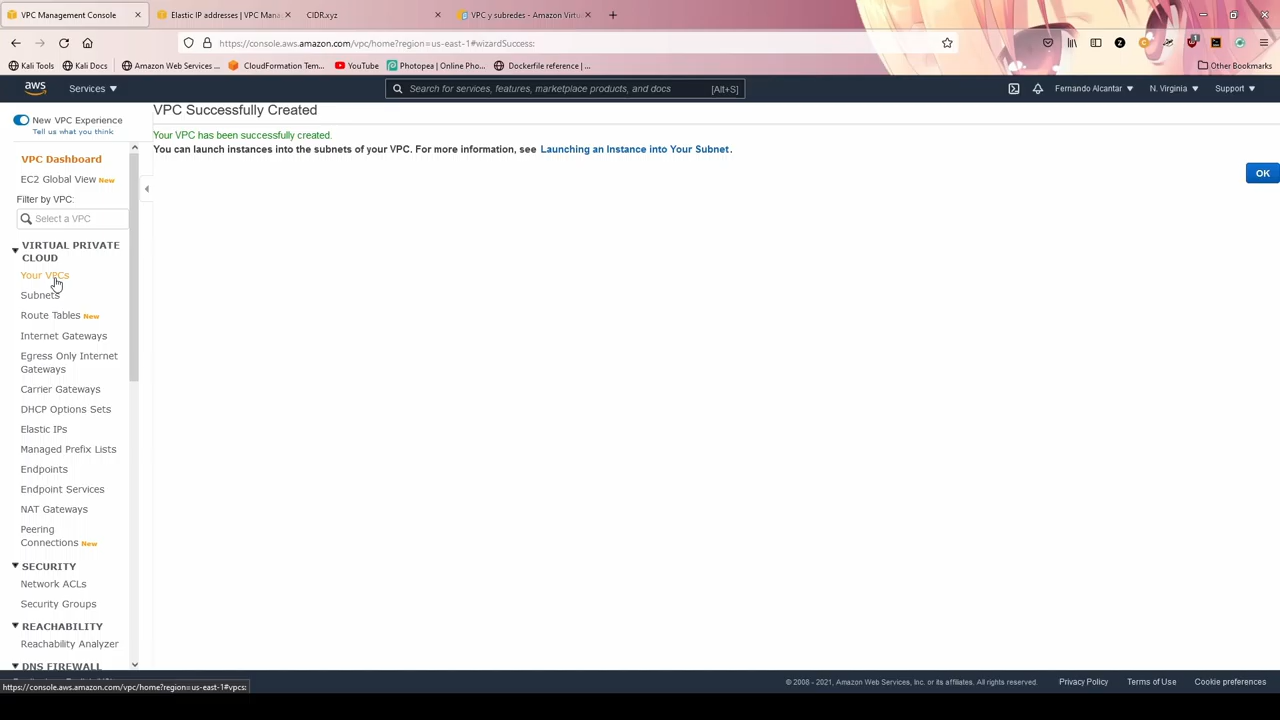 VPC Management Console
Elastic IP addresses | VPC Mana
CIDR.xyz
VPC y subredes - Amazon Virtu
https://console.aws.amazon.com/vpc/home?region=us-east-1#wizardSuccess:
Kali Tools
Kali Docs
Amazon Web Services ...
CloudFormation Tem...
YouTube
Photopea | Online Pho...
Dockerfile reference | ...
Other Bookmarks
aws
Services
Search for services, features, marketplace products, and docs
[Alt+S]
Fernando Alcantar
N. Virginia
Support
New VPC Experience
Tell us what you think
VPC Dashboard
EC2 Global View New
Filter by VPC:
Select a VPC
VIRTUAL PRIVATE
CLOUD
Your VPCs
Subnets
Route Tables New
Internet Gateways
Egress Only Internet
Gateways
Carrier Gateways
DHCP Options Sets
Elastic IPs
Managed Prefix Lists
Endpoints
Endpoint Services
NAT Gateways
Peering
Connections New
SECURITY
Network ACLs
Security Groups
REACHABILITY
Reachability Analyzer
DNS FIREWALL
VPC Successfully Created
Your VPC has been successfully created.
You can launch instances into the subnets of your VPC. For more information, see Launching an Instance into Your Subnet.
OK
https://console.aws.amazon.com/vpc/home?region=us-east-1#vpcs:
© 2008 - 2021, Amazon Web Services, Inc. or its affiliates. All rights reserved.
Privacy Policy
Terms of Use
Cookie preferences